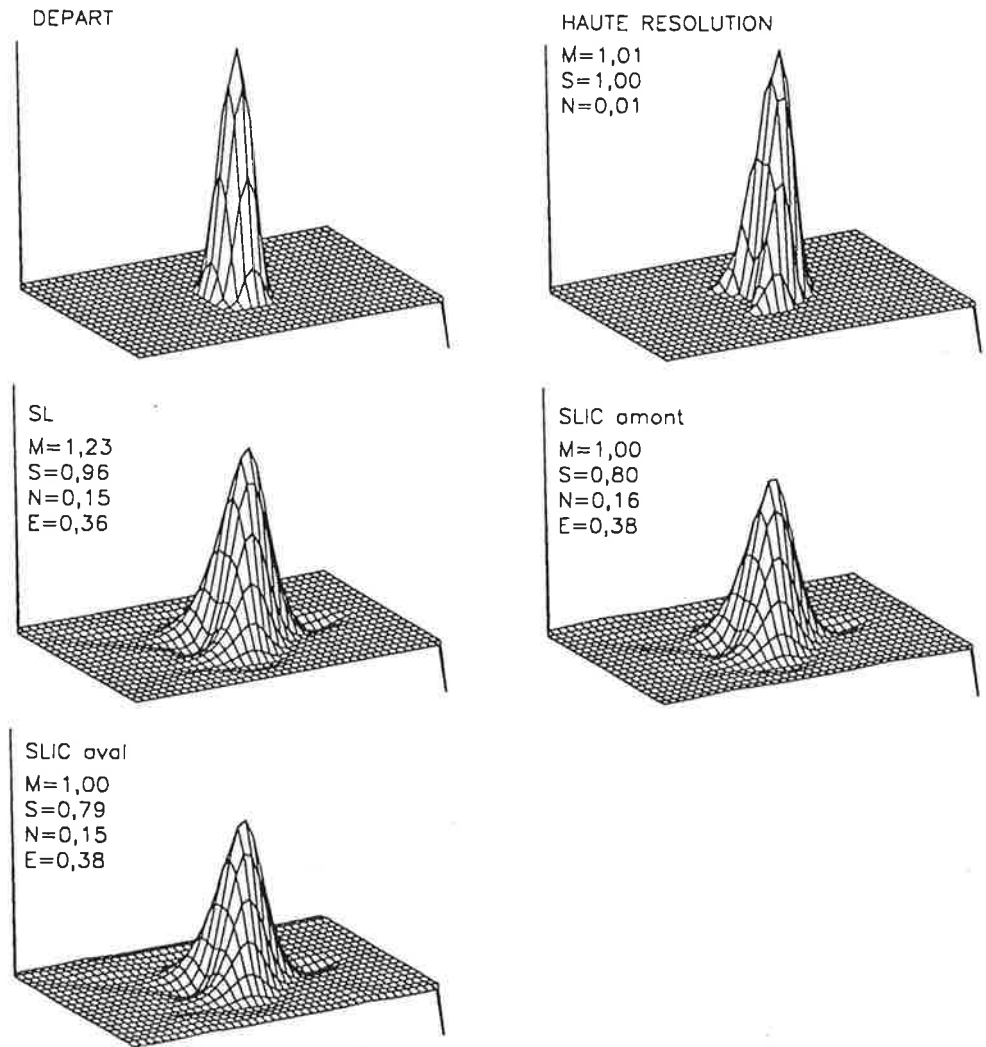 DEPART
HAUTE RESOLUTION
M=1,01
S=1,00
N=0,01
SL
M=1,23
S=0,96
N=0,15
E=0,36
SLIC amont
M=1,00
S=0,80
N=0,16
E=0,38
SLIC aval
M=1,00
S=0,79
N=0,15
E=0,38